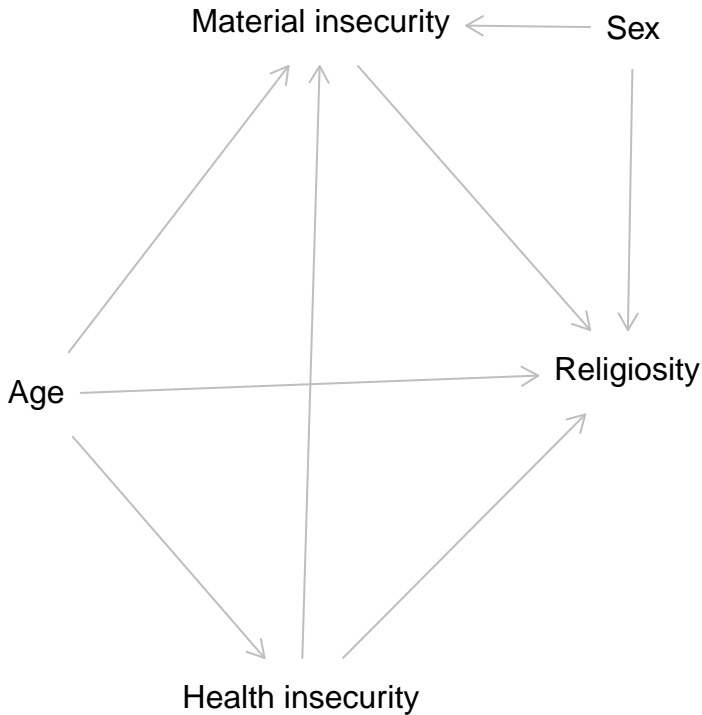 Material insecurity
Sex
Religiosity
Age
Health insecurity